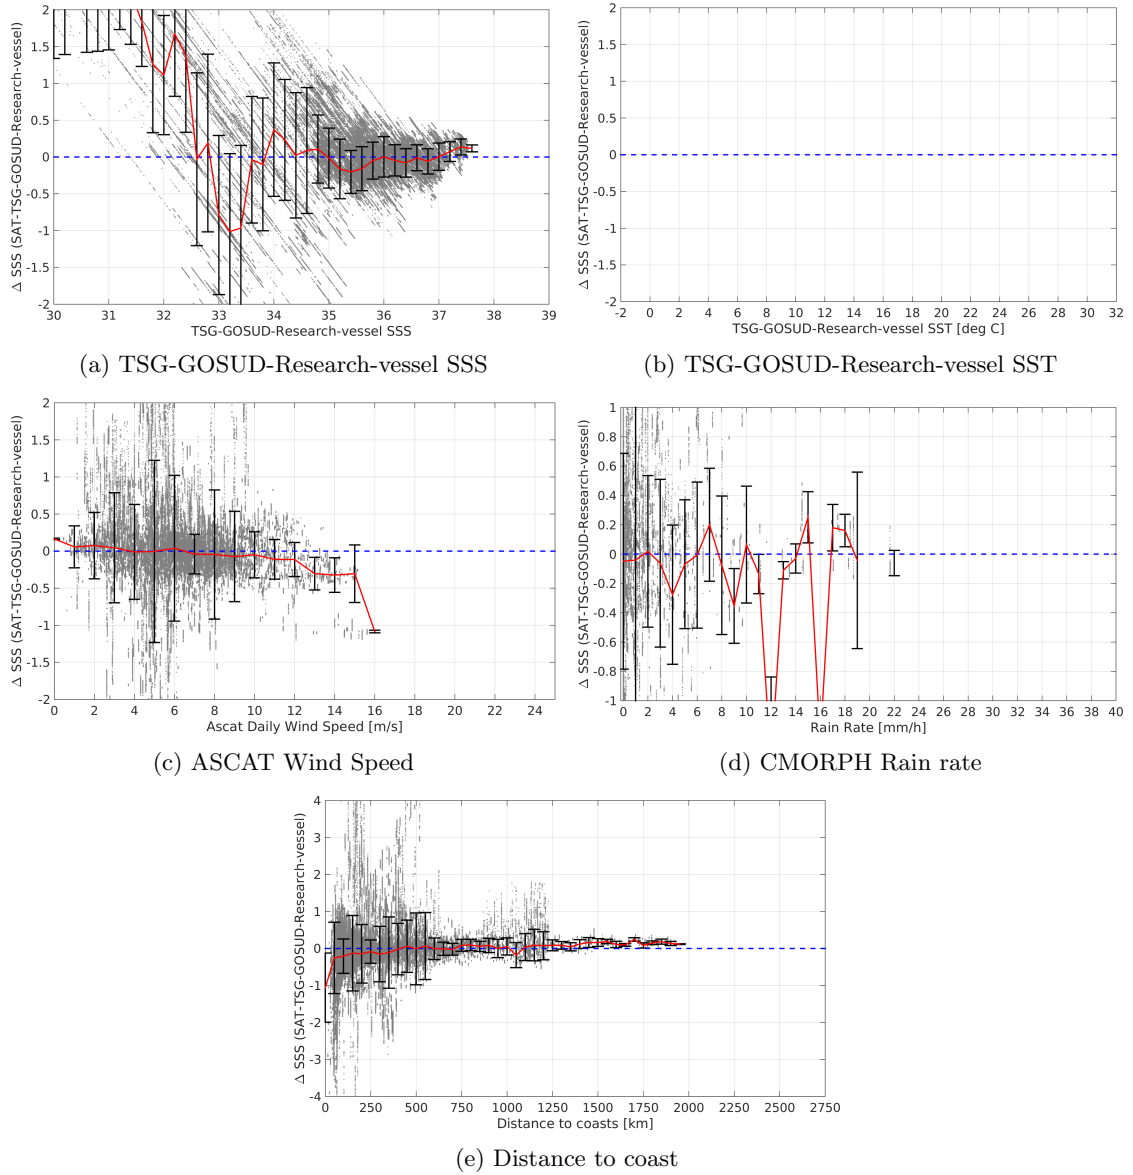 2
1.5
1
0.5
0
-0.5
-1
-1.5
-2
Δ SSS (SAT-TSG-GOSUD-Research-vessel)
30 31 32 33 34 35 36 37 38 39
TSG-GOSUD-Research-vessel SSS
(a) TSG-GOSUD-Research-vessel SSS
2
1.5
1
0.5
0
-0.5
-1
-1.5
-2
Δ SSS (SAT-TSG-GOSUD-Research-vessel)
-2 0 2 4 6 8 10 12 14 16 18 20 22 24 26 28 30 32
TSG-GOSUD-Research-vessel SST [deg C]
(b) TSG-GOSUD-Research-vessel SST
2
1.5
1
0.5
0
-0.5
-1
-1.5
-2
Δ SSS (SAT-TSG-GOSUD-Research-vessel)
0 2 4 6 8 10 12 14 16 18 20 22 24
Ascat Daily Wind Speed [m/s]
(c) ASCAT Wind Speed
1
0.8
0.6
0.4
0.2
0
-0.2
-0.4
-0.6
-0.8
-1
Δ SSS (SAT-TSG-GOSUD-Research-vessel)
0 2 4 6 8 10 12 14 16 18 20 22 24 26 28 30 32 34 36 38 40
Rain Rate [mm/h]
(d) CMORPH Rain rate
4
3
2
1
0
-1
-2
-3
-4
Δ SSS (SAT-TSG-GOSUD-Research-vessel)
0 250 500 750 1000 1250 1500 1750 2000 2250 2500 2750
Distance to coasts [km]
(e) Distance to coast